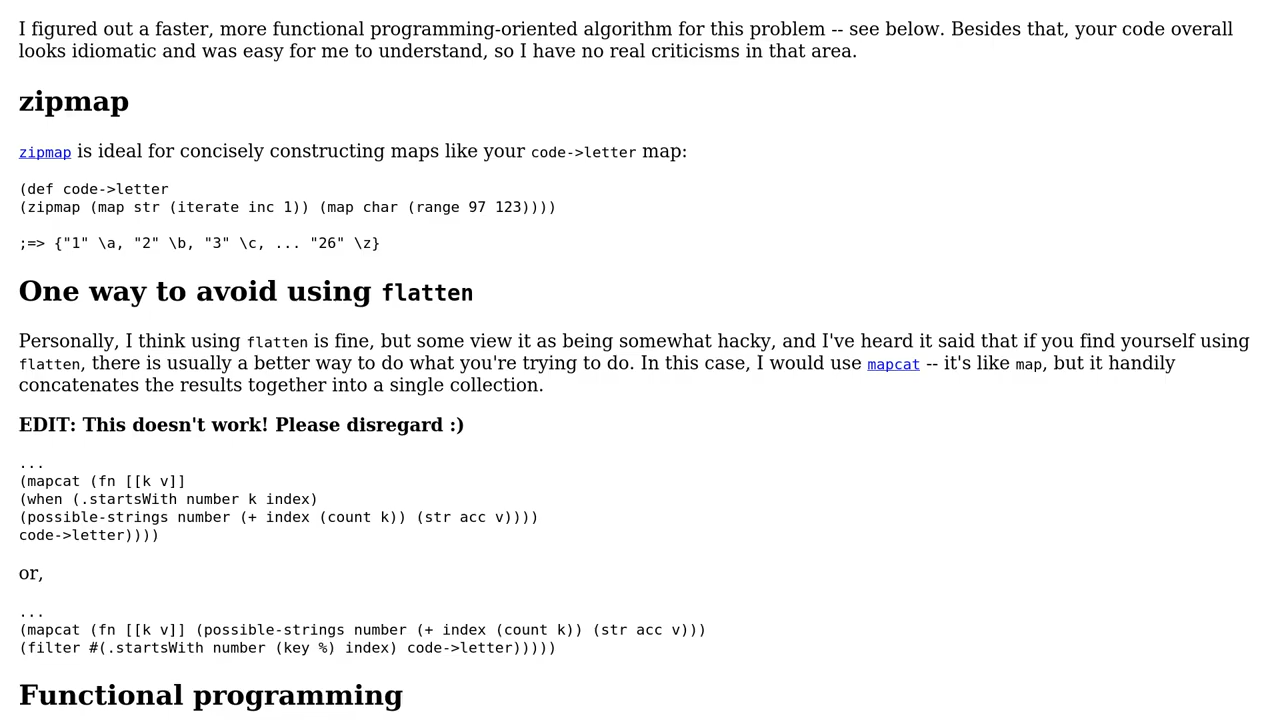 I figured out a faster, more functional programming-oriented algorithm for this problem -- see below. Besides that, your code overall
looks idiomatic and was easy for me to understand, so I have no real criticisms in that area.
zipmap
zipmap is ideal for concisely constructing maps like your code->letter map:
(def code->letter
(zipmap (map str (iterate inc 1)) (map char (range 97 123))))
;=> {"1" \a, "2" \b, "3" \c, ... "26" \z}
One way to avoid using flatten
Personally, I think using flatten is fine, but some view it as being somewhat hacky, and I've heard it said that if you find yourself using
flatten, there is usually a better way to do what you're trying to do. In this case, I would use mapcat -- it's like map, but it handily
concatenates the results together into a single collection.
EDIT: This doesn't work! Please disregard :)
...
(mapcat (fn [[k v]]
(when (.startsWith number k index)
(possible-strings number (+ index (count k)) (str acc v))))
code->letter))))
or,
...
(mapcat (fn [[k v]] (possible-strings number (+ index (count k)) (str acc v)))
(filter #(.startsWith number (key %) index) code->letter)))))
Functional programming